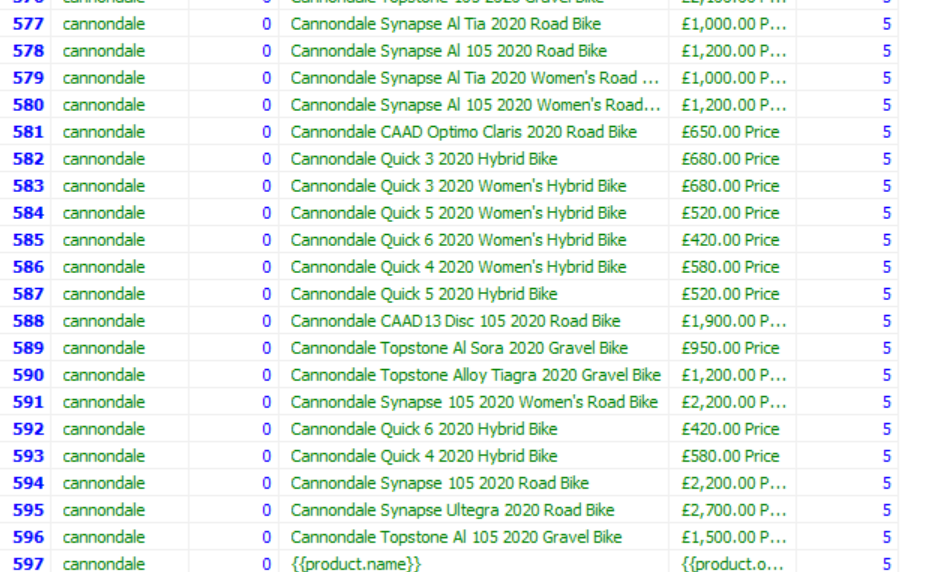 577 cannondale 0 Cannondale Synapse Al Tia 2020 Road Bike £1,000.00 P... 5
578 cannondale 0 Cannondale Synapse Al 105 2020 Road Bike £1,200.00 P... 5
579 cannondale 0 Cannondale Synapse Al Tia 2020 Women's Road ... £1,000.00 P... 5
580 cannondale 0 Cannondale Synapse Al 105 2020 Women's Road... £1,200.00 P... 5
581 cannondale 0 Cannondale CAAD Optimo Claris 2020 Road Bike £650.00 Price 5
582 cannondale 0 Cannondale Quick 3 2020 Hybrid Bike £680.00 Price 5
583 cannondale 0 Cannondale Quick 3 2020 Women's Hybrid Bike £680.00 Price 5
584 cannondale 0 Cannondale Quick 5 2020 Women's Hybrid Bike £520.00 Price 5
585 cannondale 0 Cannondale Quick 6 2020 Women's Hybrid Bike £420.00 Price 5
586 cannondale 0 Cannondale Quick 4 2020 Women's Hybrid Bike £580.00 Price 5
587 cannondale 0 Cannondale Quick 5 2020 Hybrid Bike £520.00 Price 5
588 cannondale 0 Cannondale CAAD13 Disc 105 2020 Road Bike £1,900.00 P... 5
589 cannondale 0 Cannondale Topstone Al Sora 2020 Gravel Bike £950.00 Price 5
590 cannondale 0 Cannondale Topstone Alloy Tiagra 2020 Gravel Bike £1,200.00 P... 5
591 cannondale 0 Cannondale Synapse 105 2020 Women's Road Bike £2,200.00 P... 5
592 cannondale 0 Cannondale Quick 6 2020 Hybrid Bike £420.00 Price 5
593 cannondale 0 Cannondale Quick 4 2020 Hybrid Bike £580.00 Price 5
594 cannondale 0 Cannondale Synapse 105 2020 Road Bike £2,200.00 P... 5
595 cannondale 0 Cannondale Synapse Ultegra 2020 Road Bike £2,700.00 P... 5
596 cannondale 0 Cannondale Topstone Al 105 2020 Gravel Bike £1,500.00 P... 5
597 cannondale 0 {{product.name}} {{product.o... 5